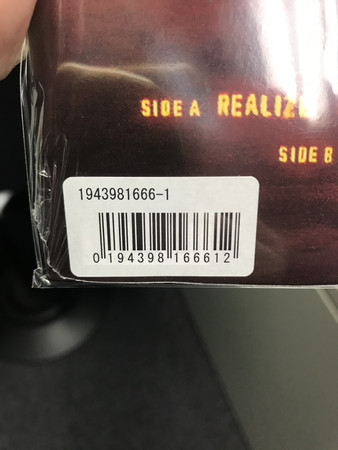 SIDE A REALIZE
SIDE B
1943981666-1
0 194398 166612